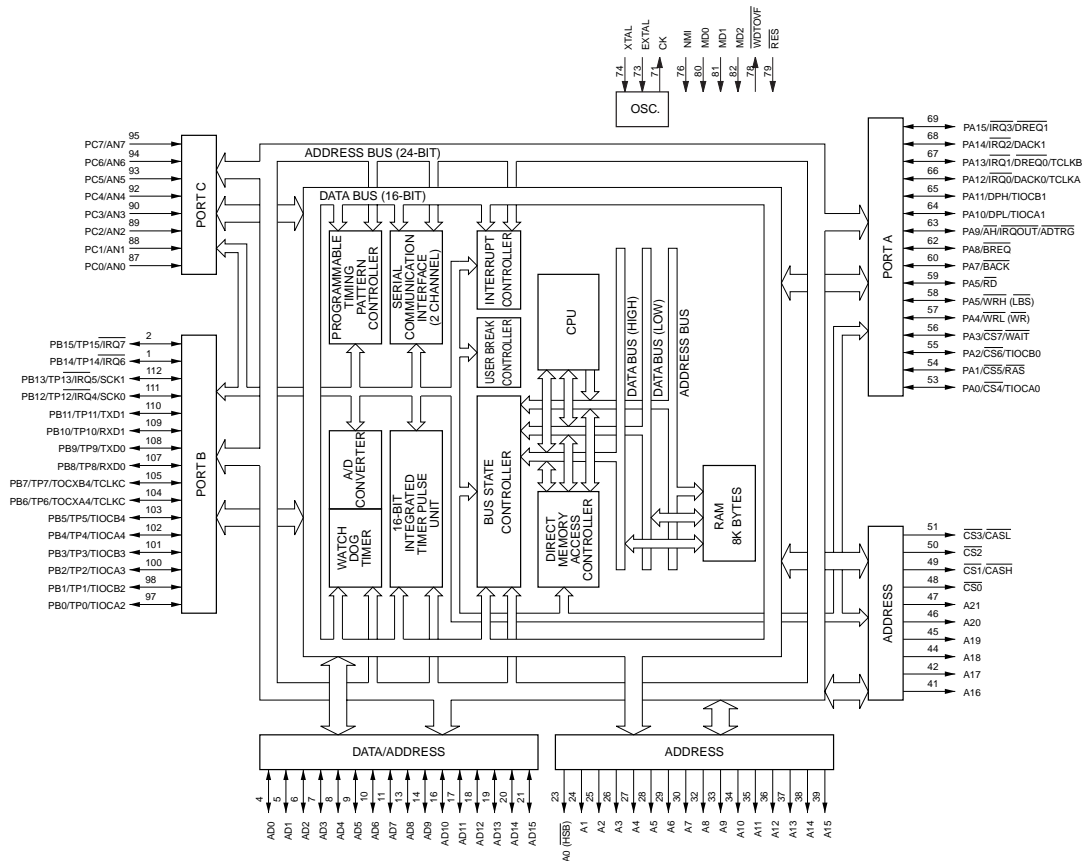 XTAL
EXTAL
CK
NMI
MD0
MD1
MD2
WDTOVF
RES
74
73
71
76
80
81
82
78
79
OSC.
PC7/AN7 95
PC6/AN6 94
PC5/AN5 93
PC4/AN4 92
PC3/AN3 90
PC2/AN2 89
PC1/AN1 88
PC0/AN0 87
PORT C
PB15/TP15/IRQ7 2
PB14/TP14/IRQ6 1
PB13/TP13/IRQ5/SCK1 112
PB12/TP12/IRQ4/SCK0 111
PB11/TP11/TXD1 110
PB10/TP10/RXD1 109
PB9/TP9/TXD0 108
PB8/TP8/RXD0 107
PB7/TP7/TOCXB4/TCLKC 105
PB6/TP6/TOCXA4/TCLKC 104
PB5/TP5/TIOCB4 103
PB4/TP4/TIOCA4 102
PB3/TP3/TIOCB3 101
PB2/TP2/TIOCA3 100
PB1/TP1/TIOCB2 98
PB0/TP0/TIOCA2 97
PORT B
ADDRESS BUS (24-BIT)
DATA BUS (16-BIT)
PROGRAMMABLE
TIMING
PATTERN
CONTROLLER
SERIAL
COMMUNICATION
INTERFACE
(2 CHANNEL)
INTERRUPT
CONTROLLER
USER BREAK
CONTROLLER
CPU
DATA BUS (HIGH)
DATA BUS (LOW)
ADDRESS BUS
A/D
CONVERTER
WATCH
DOG
TIMER
16-BIT
INTEGRATED
TIMER PULSE
UNIT
BUS STATE
CONTROLLER
DIRECT
MEMORY
ACCESS
CONTROLLER
RAM
8K BYTES
PORT A
69 PA15/IRQ3/DREQ1
68 PA14/IRQ2/DACK1
67 PA13/IRQ1/DREQ0/TCLKB
66 PA12/IRQ0/DACK0/TCLKA
65 PA11/DPH/TIOCB1
64 PA10/DPL/TIOCA1
63 PA9/AH/IRQOUT/ADTRG
62 PA8/BREQ
60 PA7/BACK
59 PA5/RD
58 PA5/WRH (LBS)
57 PA4/WRL (WR)
56 PA3/CS7/WAIT
55 PA2/CS6/TIOCB0
54 PA1/CS5/RAS
53 PA0/CS4/TIOCA0
ADDRESS
51 CS3/CASL
50 CS2
49 CS1/CASH
48 CS0
47 A21
46 A20
45 A19
44 A18
42 A17
41 A16
DATA/ADDRESS
4 AD0
5 AD1
6 AD2
7 AD3
8 AD4
9 AD5
10 AD6
11 AD7
13 AD8
14 AD9
16 AD10
17 AD11
18 AD12
19 AD13
20 AD14
21 AD15
ADDRESS
23 A0 (HSB)
24 A1
25 A2
26 A3
27 A4
28 A5
29 A6
30 A7
32 A8
33 A9
34 A10
35 A11
36 A12
37 A13
38 A14
39 A15